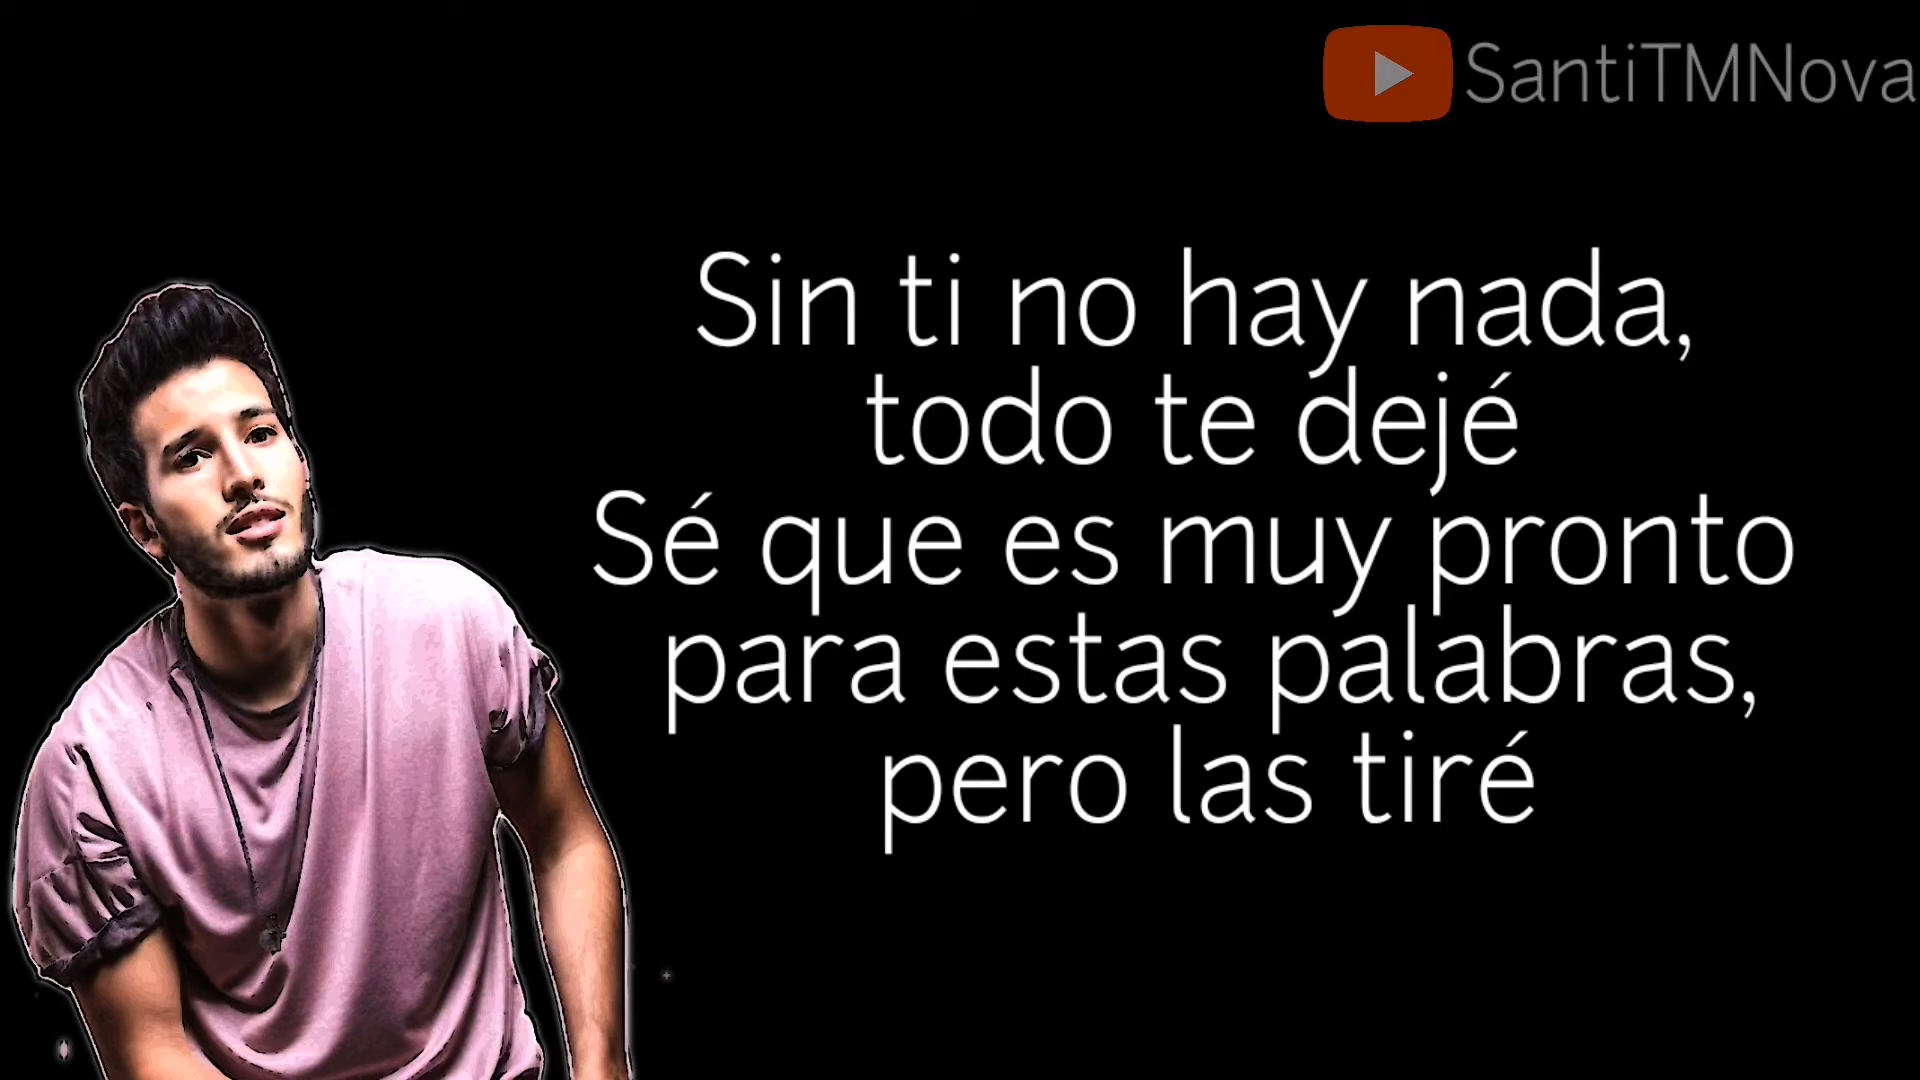 SantiTMNova
Sin ti no hay nada,
todo te dejé
Sé que es muy pronto
para estas palabras,
pero las tiré